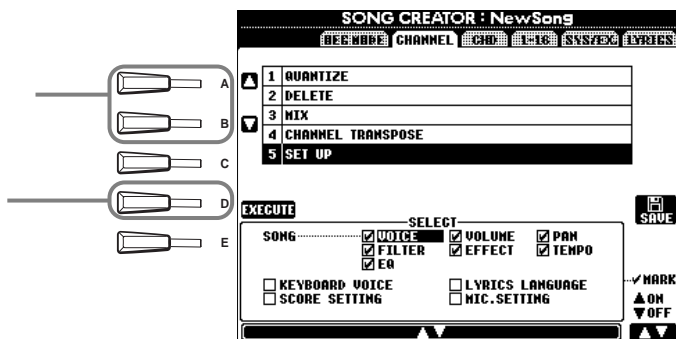 SONG CREATOR : NewSong
REC MODE CHANNEL CHD 1-16 SYS/EX. LYRICS
A
B
C
D
E
1 QUANTIZE
2 DELETE
3 MIX
4 CHANNEL TRANSPOSE
5 SET UP
EXECUTE
SAVE
SELECT
SONG VOICE VOLUME PAN
FILTER EFFECT TEMPO
EQ
KEYBOARD VOICE LYRICS LANGUAGE
SCORE SETTING MIC.SETTING
MARK
ON
OFF